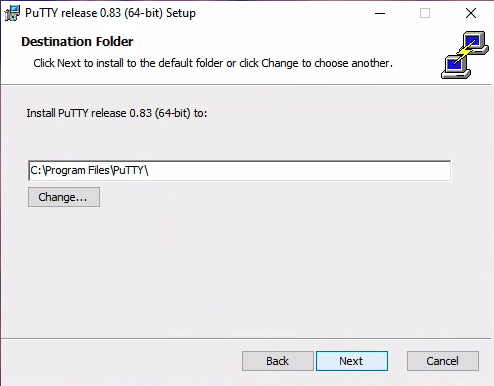 PuTTY release 0.83 (64-bit) Setup
Destination Folder
Click Next to install to the default folder or click Change to choose another.
Install PuTTY release 0.83 (64-bit) to:
C:\Program Files\PuTTY\
Change...
Back
Next
Cancel